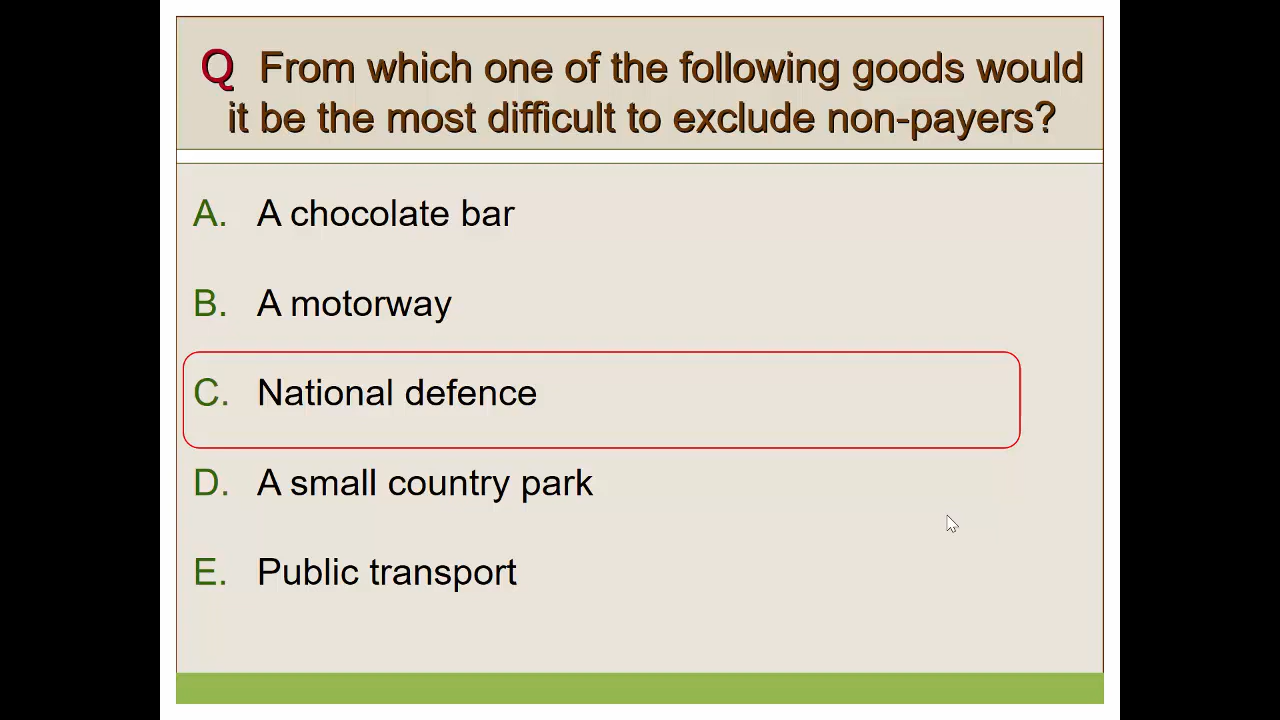 Q From which one of the following goods would
it be the most difficult to exclude non-payers?
A. A chocolate bar
B. A motorway
C. National defence
D. A small country park
E. Public transport